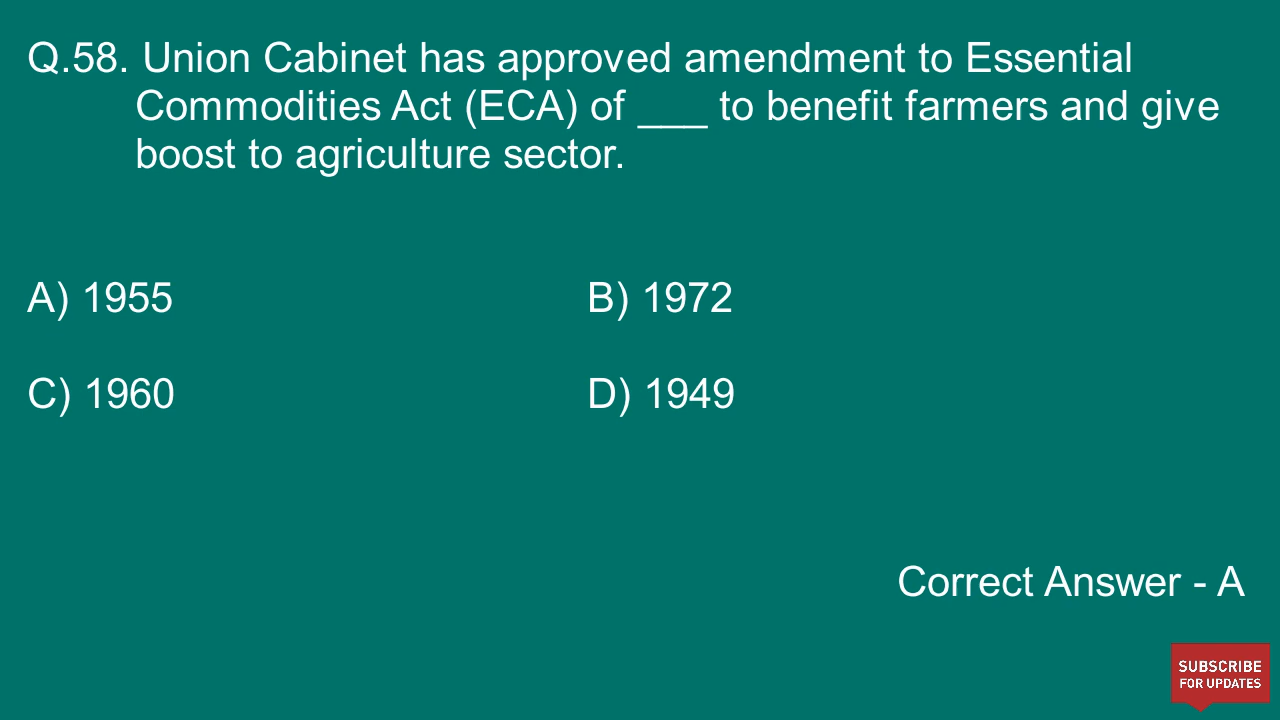 Q.58. Union Cabinet has approved amendment to Essential
Commodities Act (ECA) of ___ to benefit farmers and give
boost to agriculture sector.
A) 1955 B) 1972
C) 1960 D) 1949
Correct Answer - A
SUBSCRIBE
FOR UPDATES